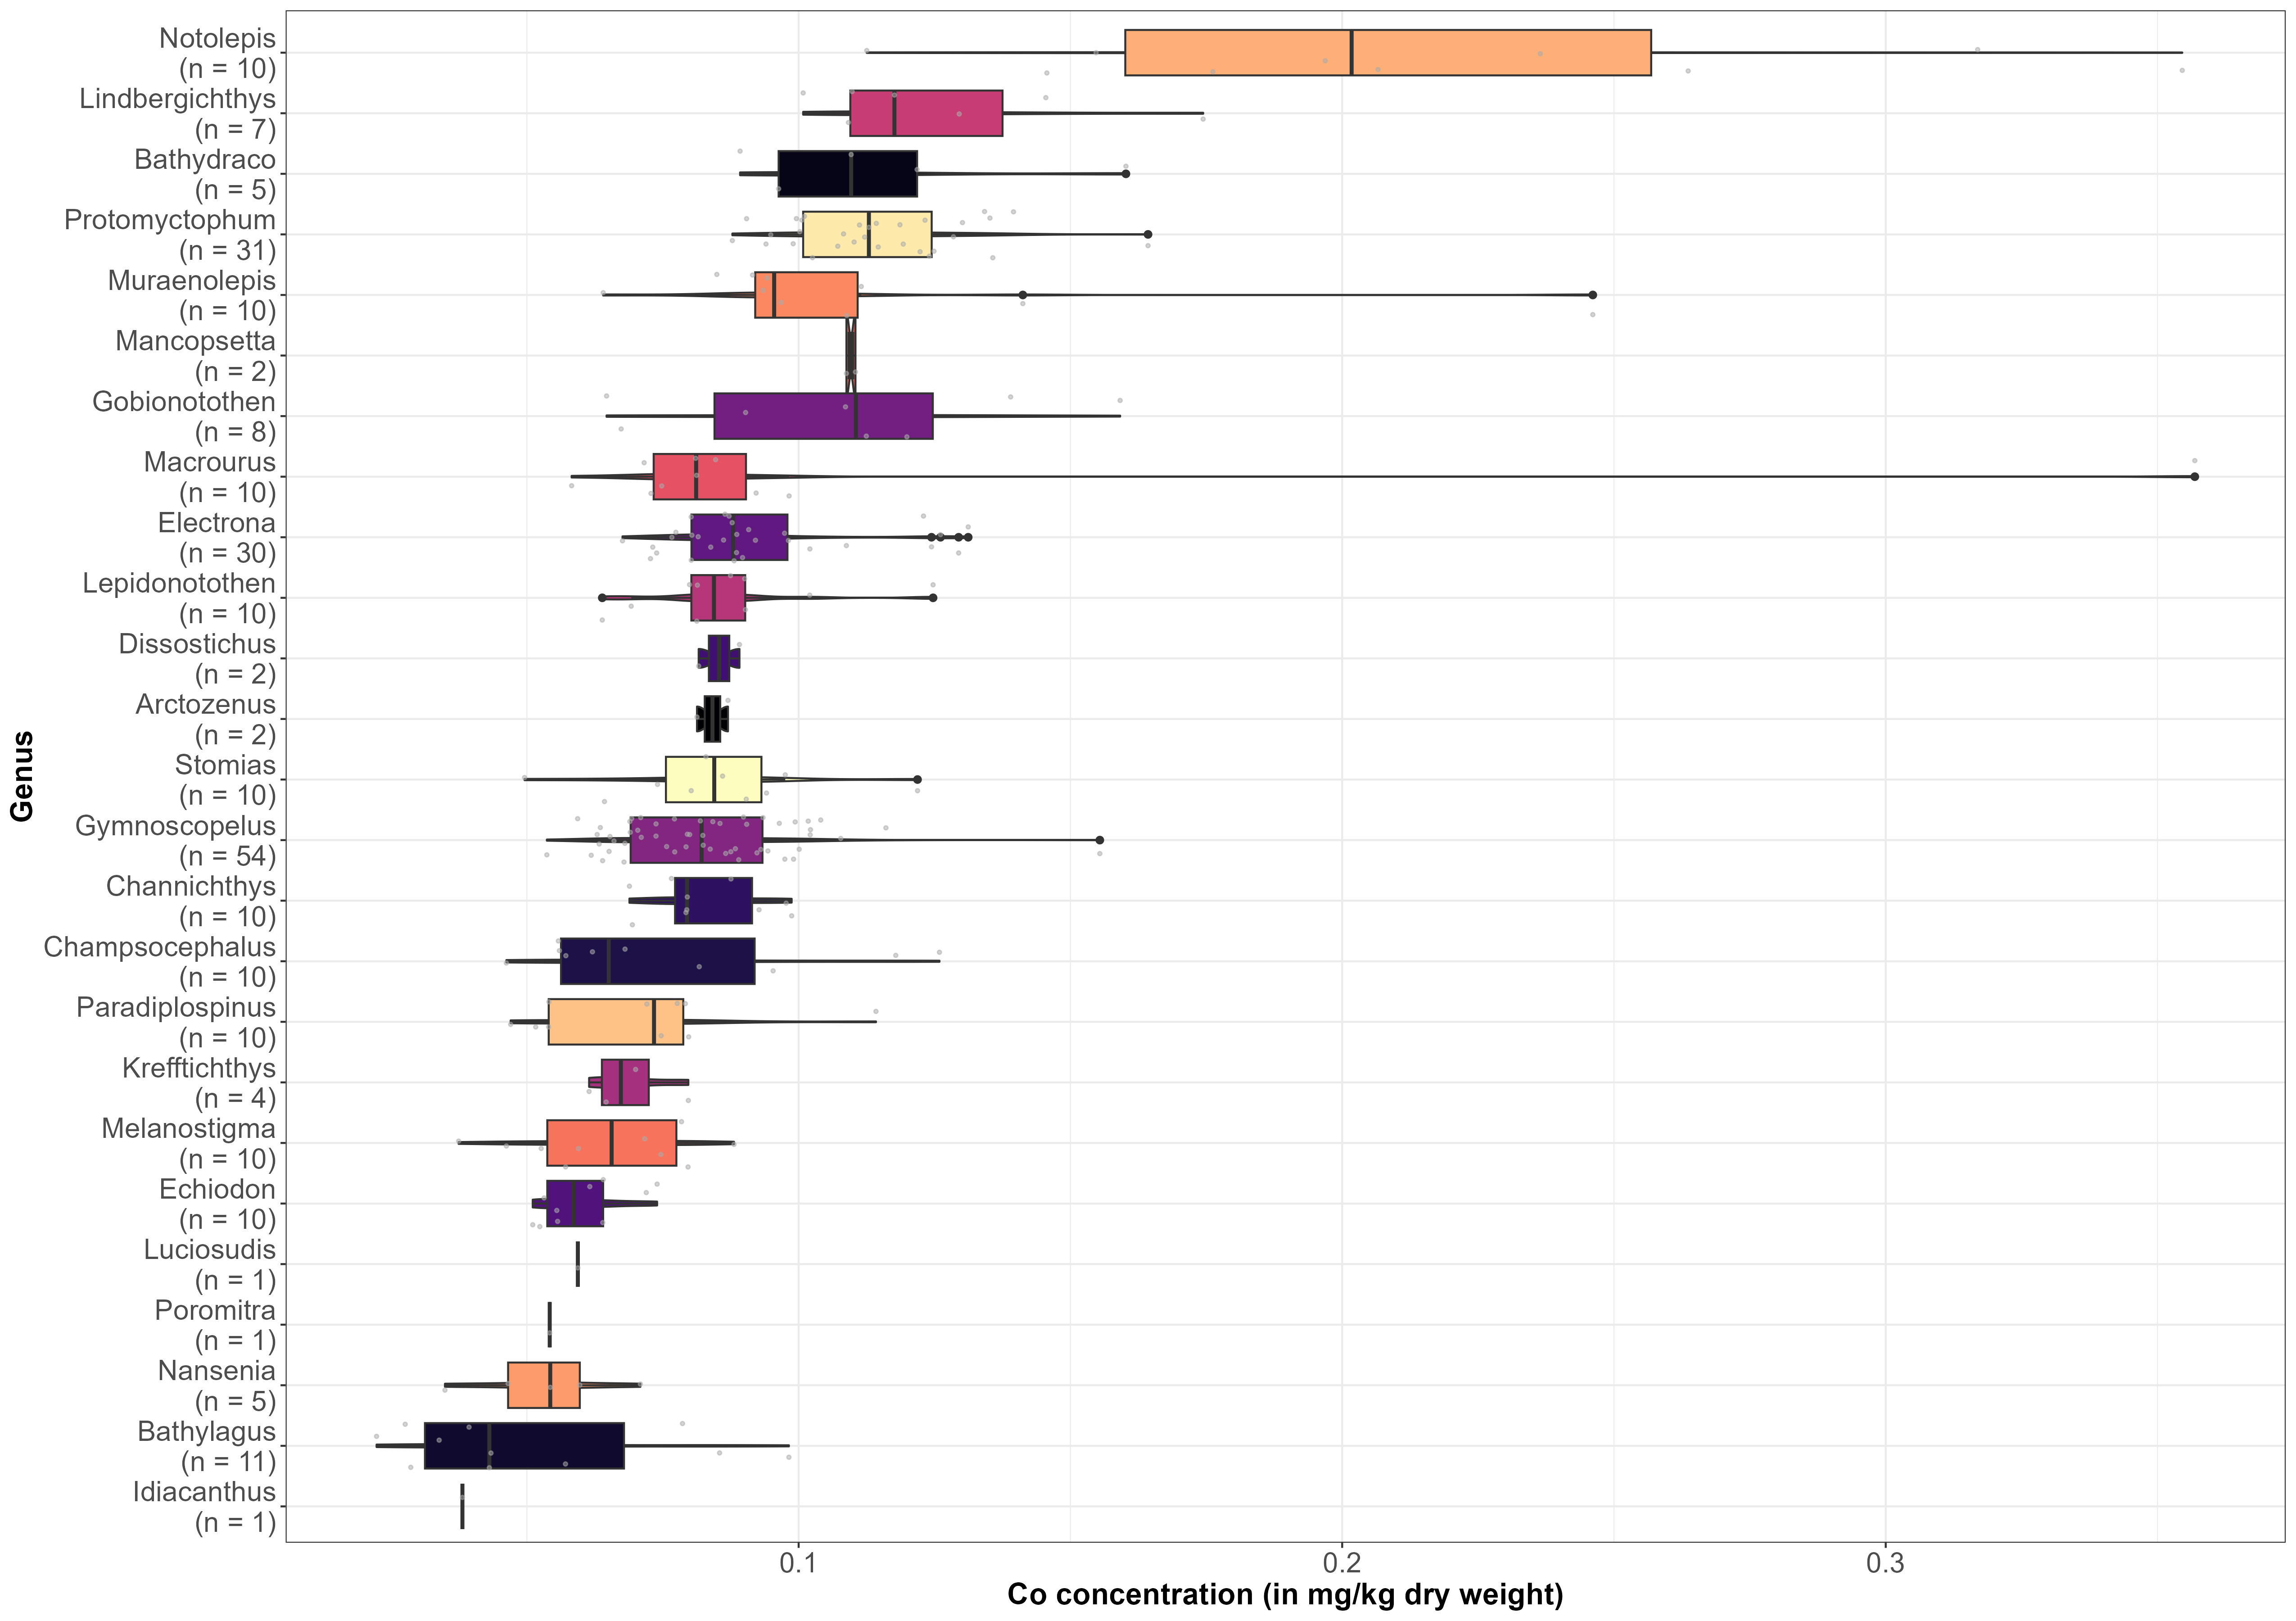 Notolepis
(n = 10)
Lindbergichthys
(n = 7)
Bathydraco
(n = 5)
Protomyctophum
(n = 31)
Muraenolepis
(n = 10)
Mancopsetta
(n = 2)
Gobionotothen
(n = 8)
Macrourus
(n = 10)
Electrona
(n = 30)
Lepidonotothen
(n = 10)
Dissostichus
(n = 2)
Arctozenus
(n = 2)
Stomias
(n = 10)
Gymnoscopelus
(n = 54)
Channichthys
(n = 10)
Champsocephalus
(n = 10)
Paradiplospinus
(n = 10)
Krefftichthys
(n = 4)
Melanostigma
(n = 10)
Echiodon
(n = 10)
Luciosudis
(n = 1)
Poromitra
(n = 1)
Nansenia
(n = 5)
Bathylagus
(n = 11)
Idiacanthus
(n = 1)
Genus
0.1 0.2 0.3
Co concentration (in mg/kg dry weight)